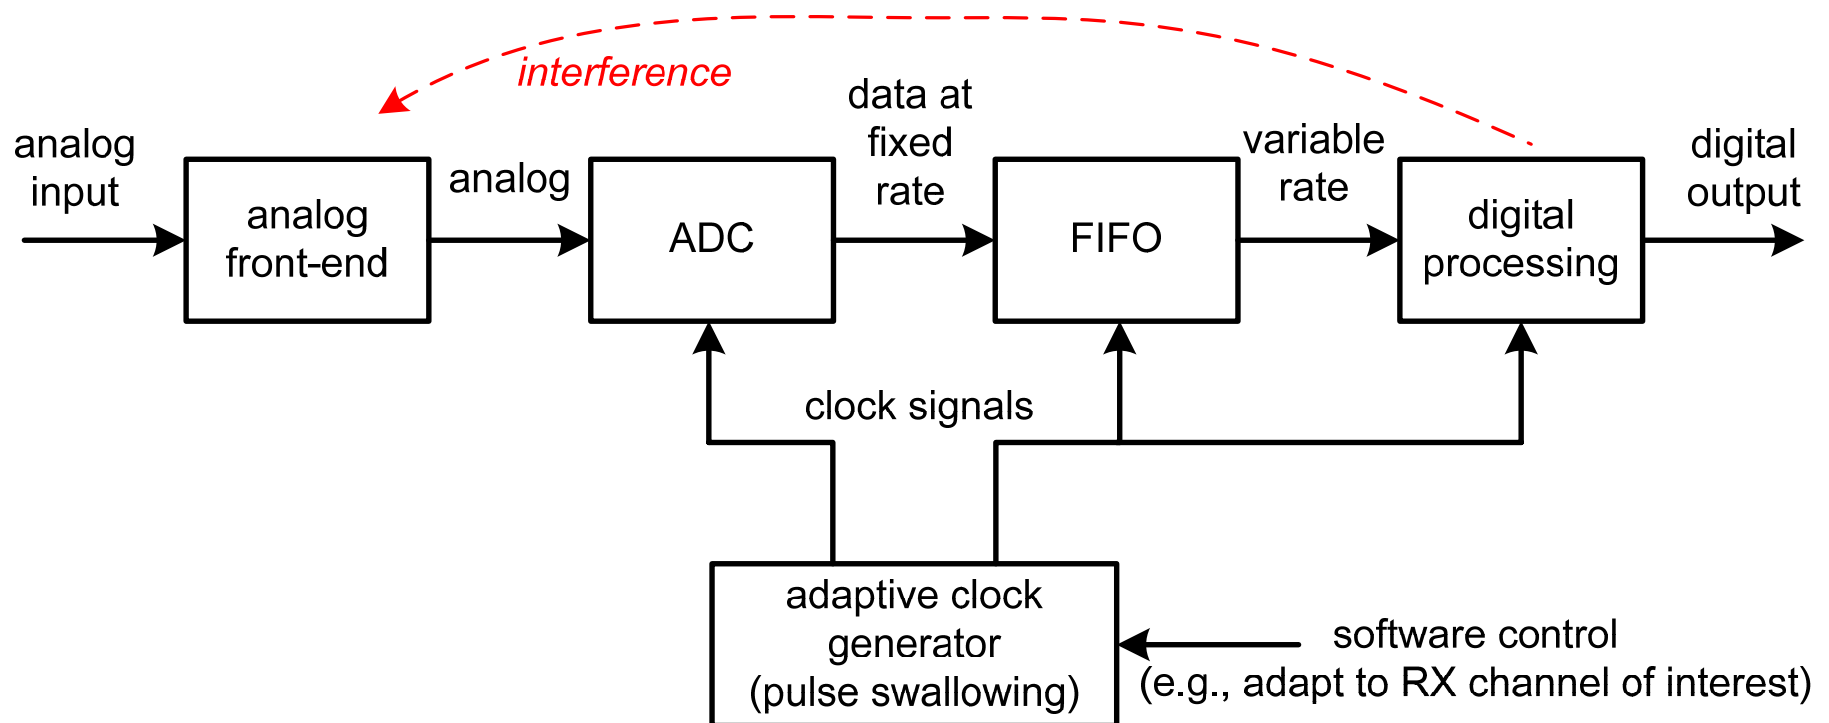 interference
data at
fixed
rate
analog
input
analog
variable
rate
digital
output
analog
front-end
ADC
FIFO
digital
processing
clock signals
adaptive clock
generator
(pulse swallowing)
software control
(e.g., adapt to RX channel of interest)